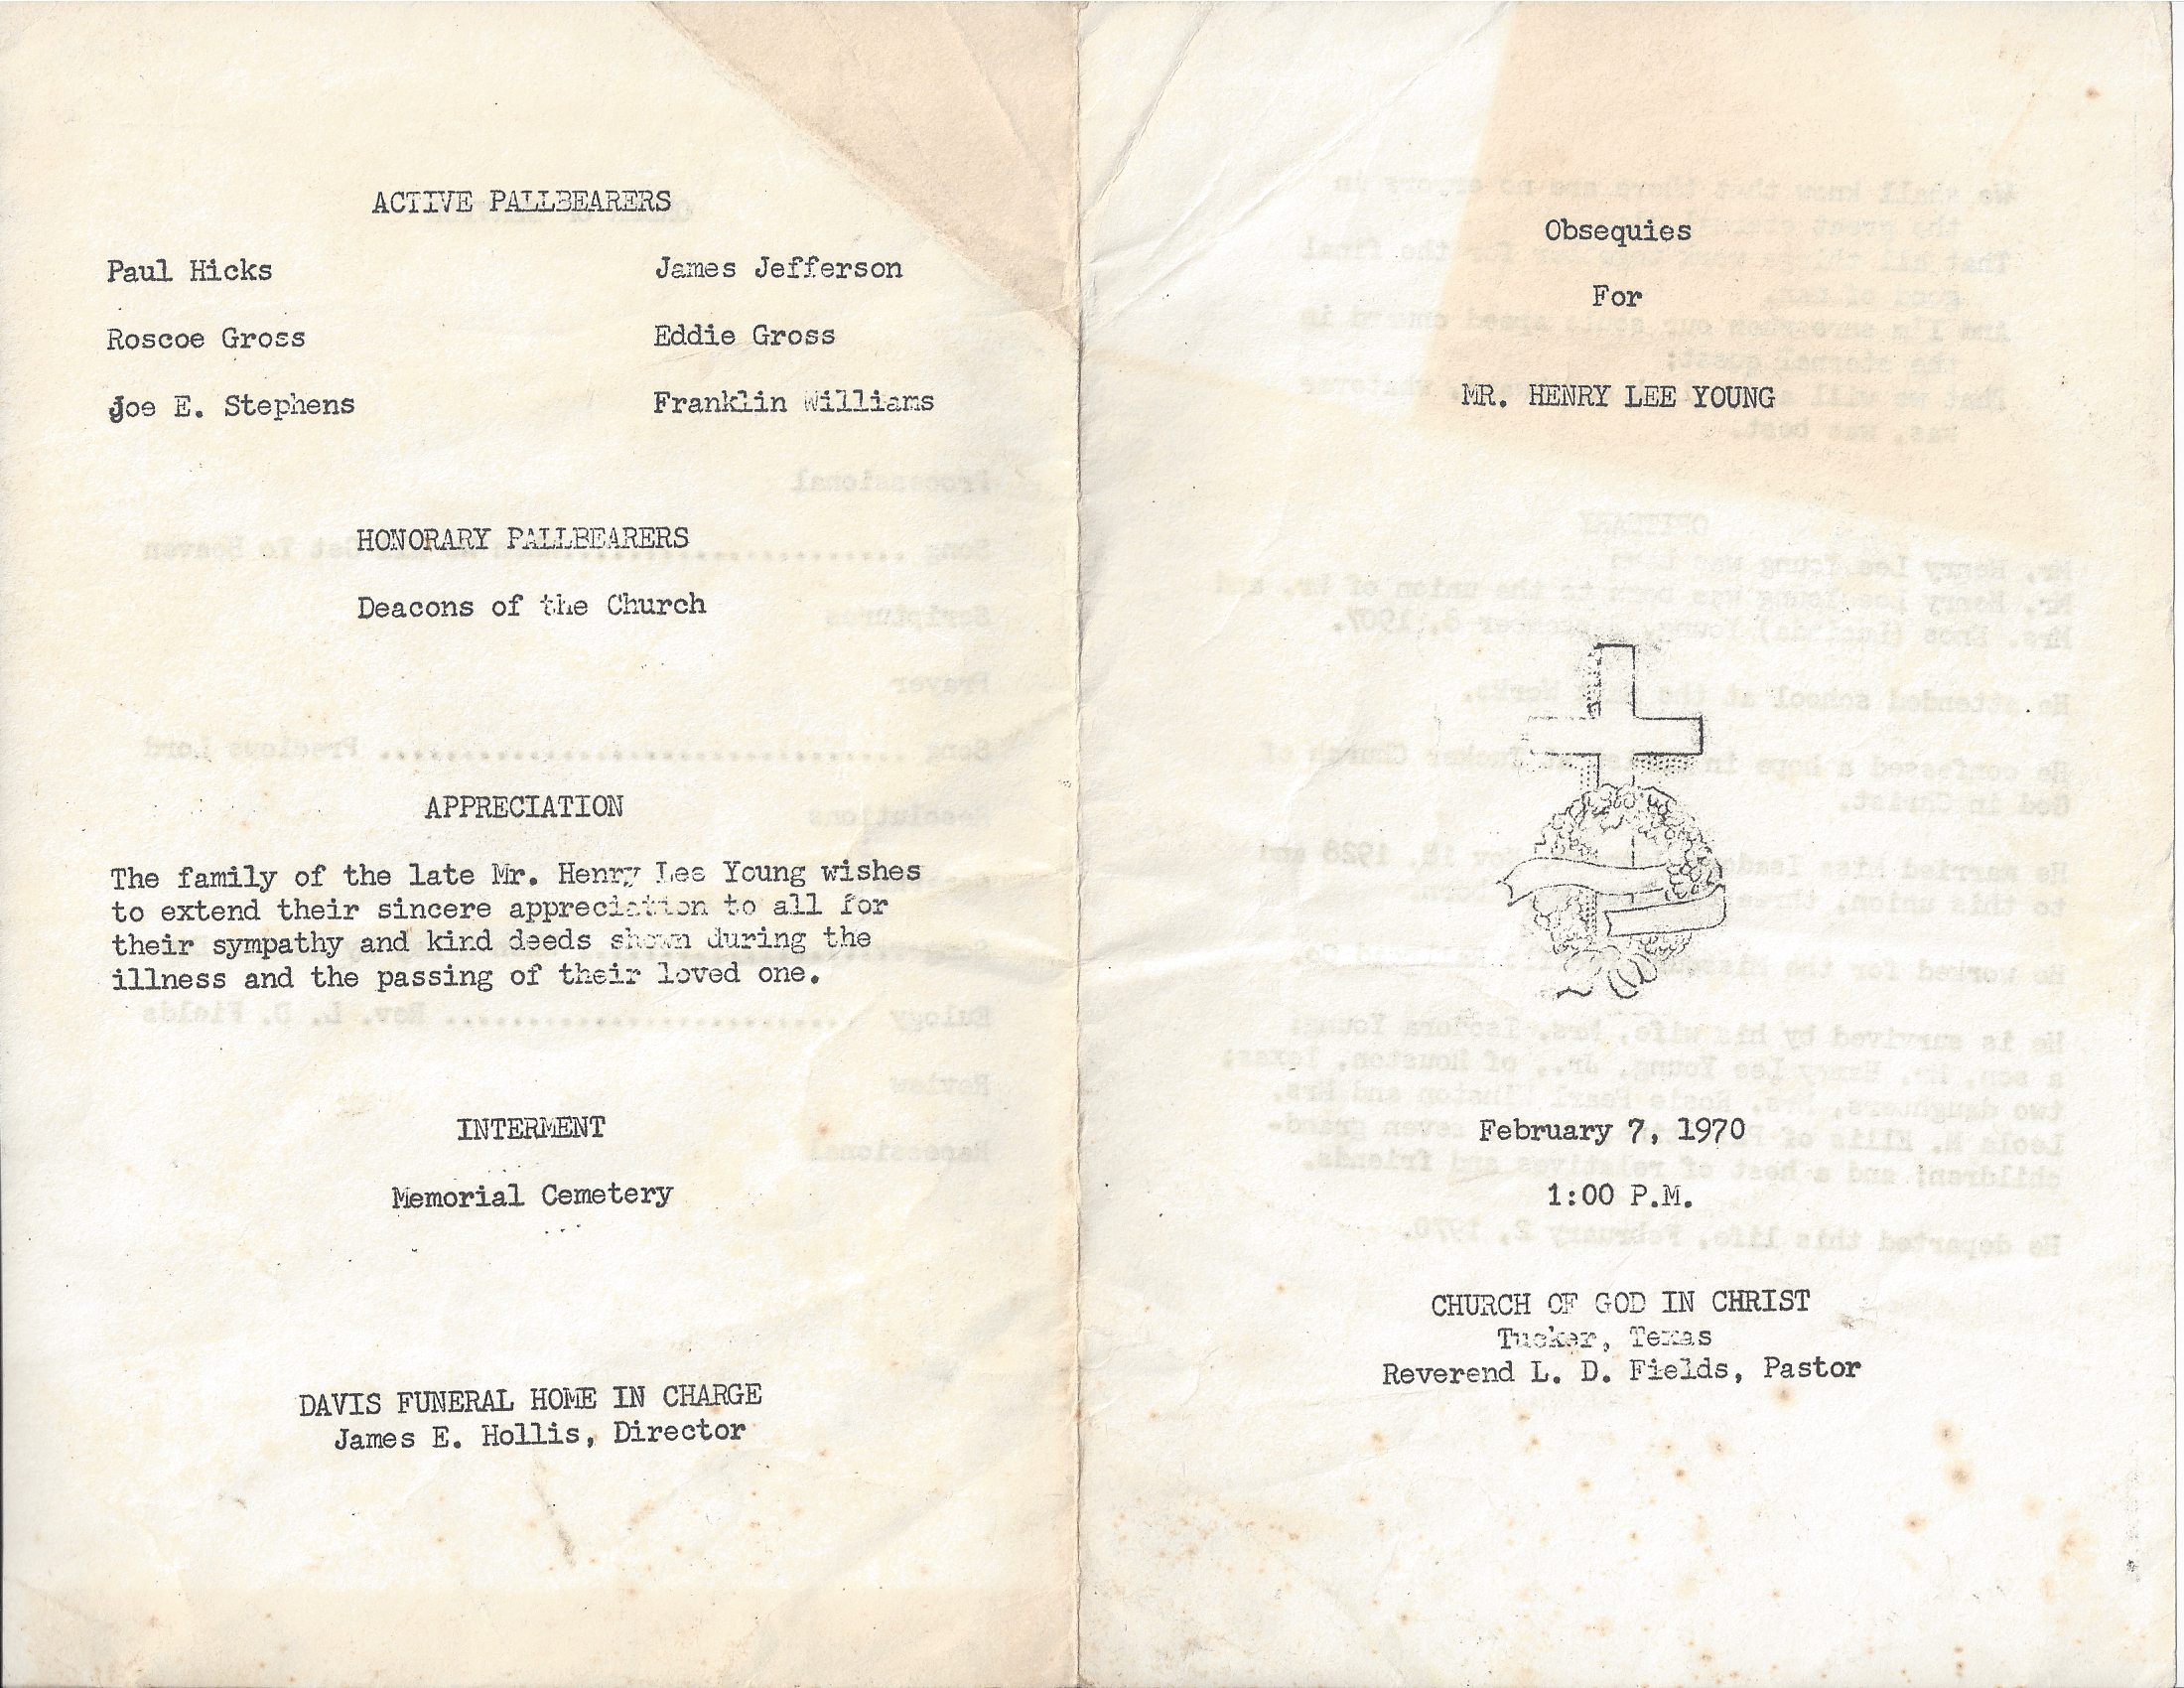 ACTIVE PALLBEARERS
Paul Hicks James Jefferson
Roscoe Gross Eddie Gross
Joe E. Stephens Franklin Williams
HONORARY PALLBEARERS
Deacons of the Church
APPRECIATION
The family of the late Mr. Henry Lee Young wishes
to extend their sincere appreciation to all for
their sympathy and kind deeds shown during the
illness and the passing of their loved one.
INTERMENT
Memorial Cemetery
DAVIS FUNERAL HOME IN CHARGE
James E. Hollis, Director
Obsequies
For
MR. HENRY LEE YOUNG
February 7, 1970
1:00 P.M.
CHURCH OF GOD IN CHRIST
Tucker, Texas
Reverend L. D. Fields, Pastor